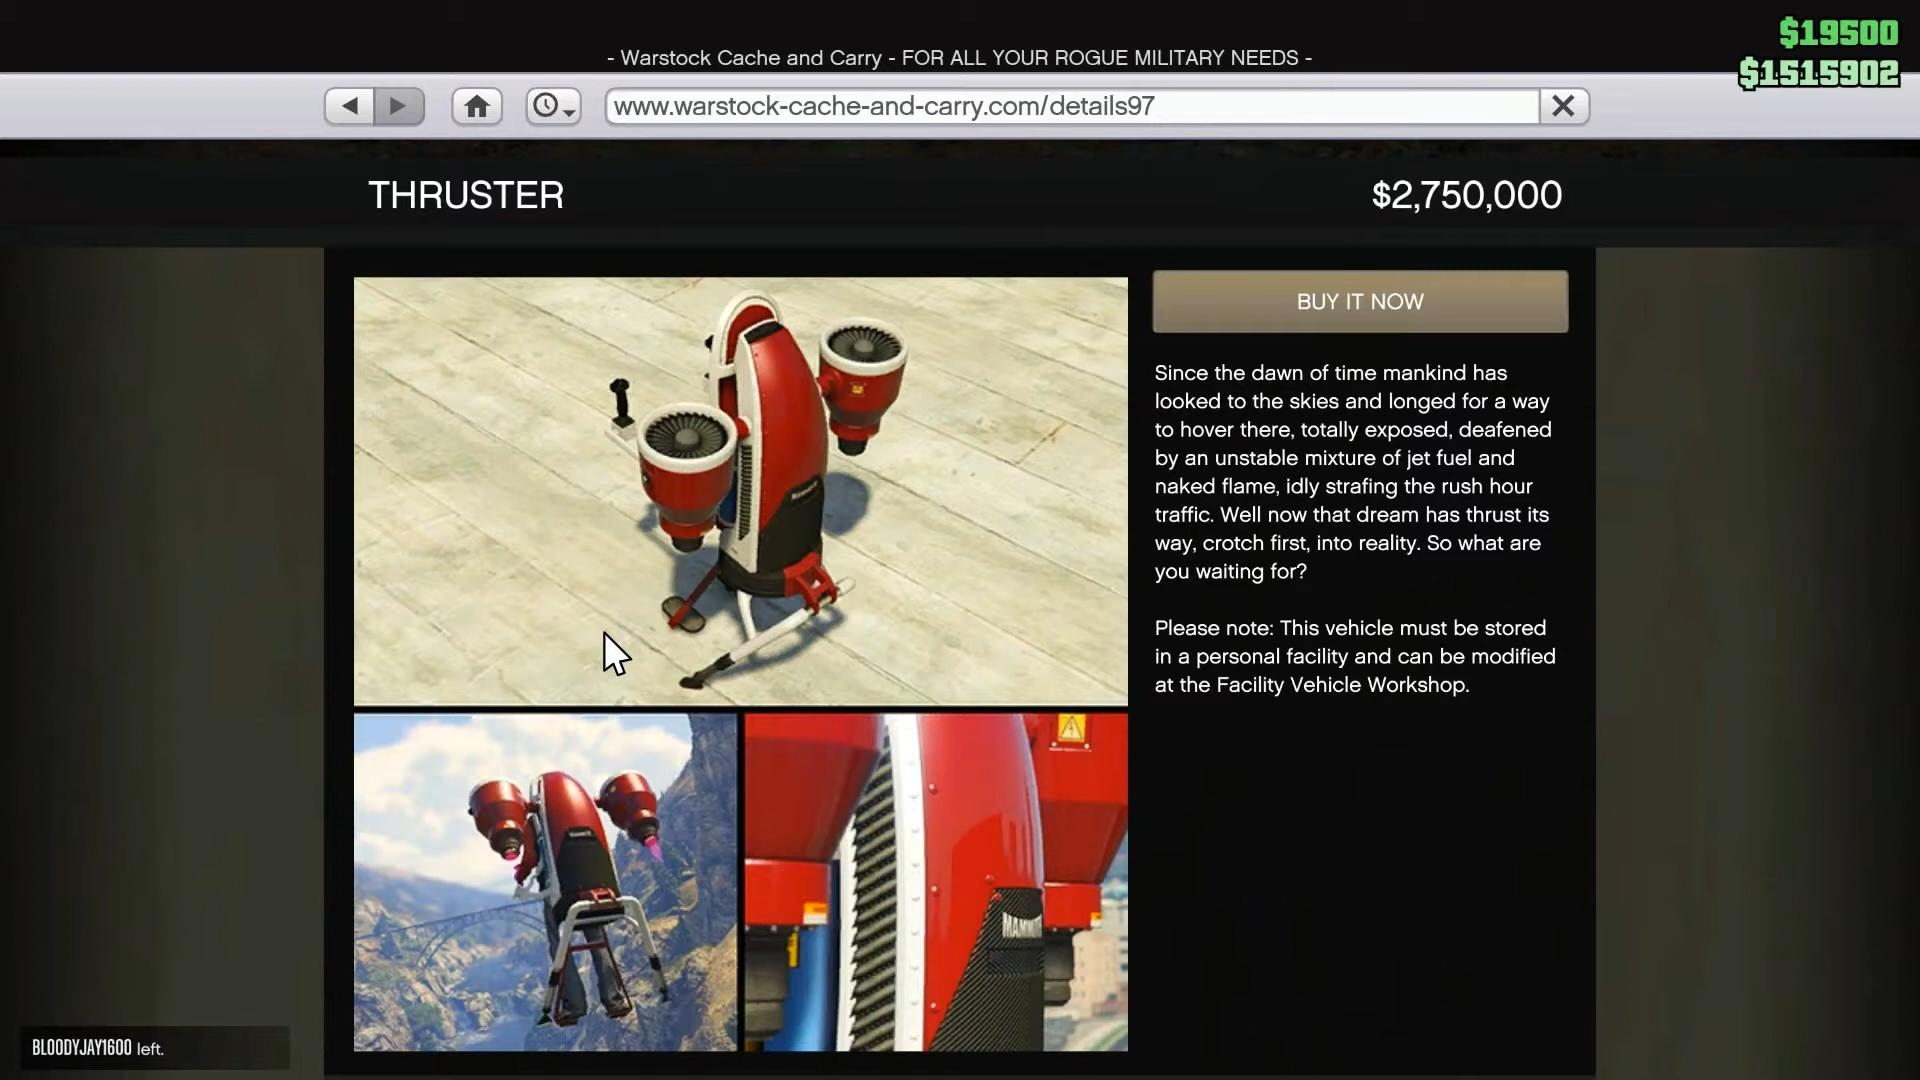 $19500
- Warstock Cache and Carry - FOR ALL YOUR ROGUE MILITARY NEEDS -
$1515902
www.warstock-cache-and-carry.com/details97
THRUSTER
$2,750,000
BUY IT NOW
Since the dawn of time mankind has
looked to the skies and longed for a way
to hover there, totally exposed, deafened
by an unstable mixture of jet fuel and
naked flame, idly strafing the rush hour
traffic. Well now that dream has thrust its
way, crotch first, into reality. So what are
you waiting for?
Please note: This vehicle must be stored
in a personal facility and can be modified
at the Facility Vehicle Workshop.
BLOODYJAY1600 left.